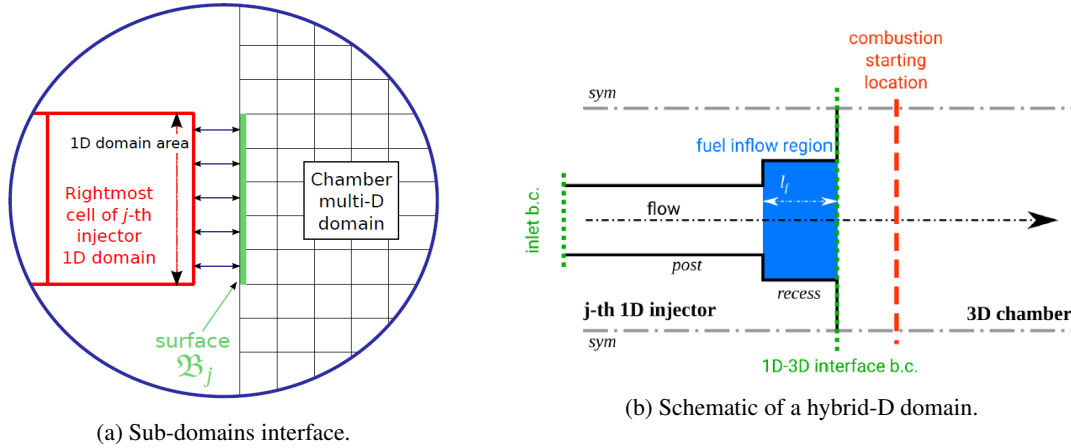 1D domain area
Rightmost
cell of j-th
injector
1D domain
Chamber
multi-D
domain
surface
𝔅j
(a) Sub-domains interface.
combustion
starting
location
sym
fuel inflow region
lf
inlet b.c.
flow
post
recess
j-th 1D injector
3D chamber
sym
1D-3D interface b.c.
(b) Schematic of a hybrid-D domain.